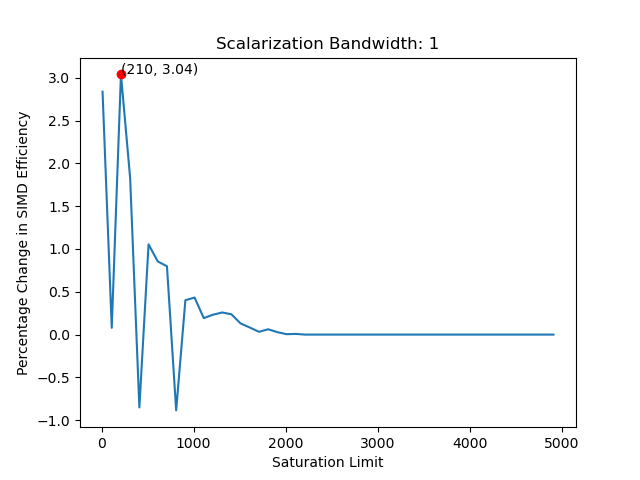 Scalarization Bandwidth: 1
(210, 3.04)
Percentage Change in SIMD Efficiency
3.0
2.5
2.0
1.5
1.0
0.5
0.0
−0.5
−1.0
0 1000 2000 3000 4000 5000
Saturation Limit